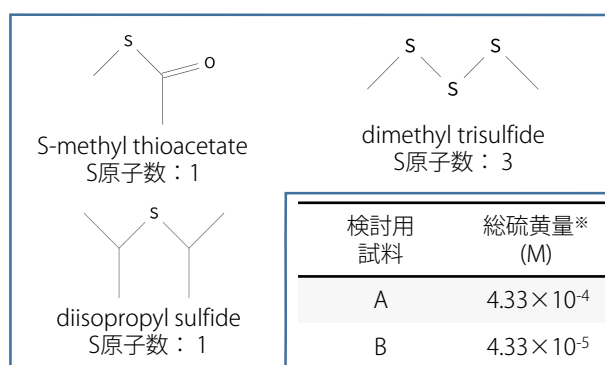 S
O
S-methyl thioacetate
S原子数：1
S S
S
dimethyl trisulfide
S原子数： 3
S
diisopropyl sulfide
S原子数： 1
検討用 総硫黄量※
試料 (M)
A 4.33×10-4
B 4.33×10-5